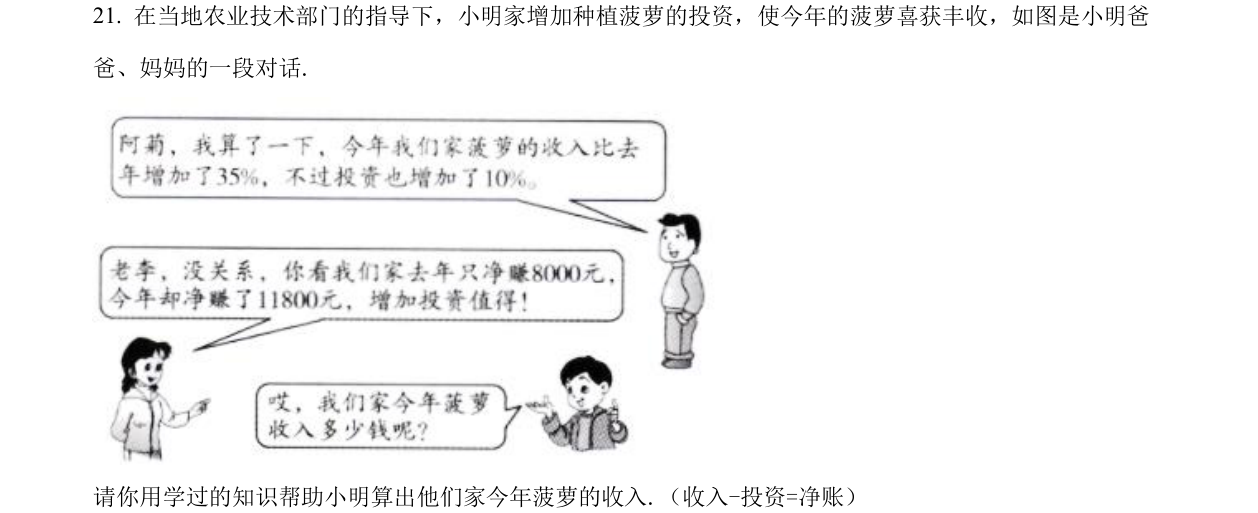 21. 在当地农业技术部门的指导下，小明家增加种植菠萝的投资，使今年的菠萝喜获丰收，如图是小明爸
爸、妈妈的一段对话.
阿菊，我算了一下，今年我们家菠萝的收入比去
年增加了35%，不过投资也增加了10%。
老李，没关系，你看我们家去年只净赚8000元，
今年却净赚了11800元，增加投资值得！
哎，我们家今年菠萝
收入多少钱呢？
请你用学过的知识帮助小明算出他们家今年菠萝的收入.（收入-投资=净账）